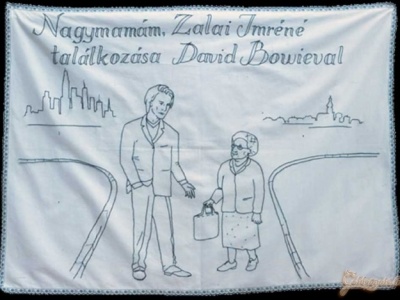 Nagymamám, Zalai Imréné
találkozása David Bowieval